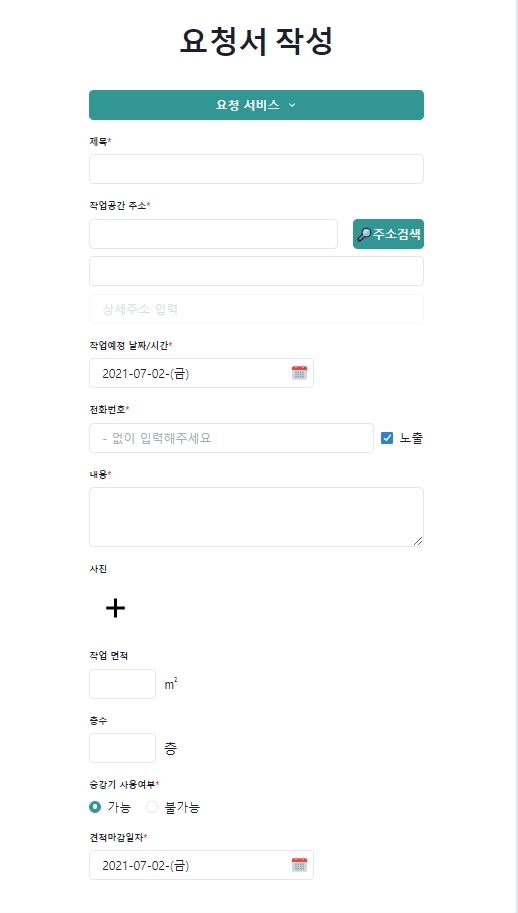 요청서 작성
요청 서비스
제목*
작업공간 주소*
주소검색
상세주소 입력
작업예정 날짜/시간*
2021-07-02-(금)
전화번호*
- 없이 입력해주세요 노출
내용*
사진
작업 면적
m²
층수
층
승강기 사용여부*
가능 불가능
견적마감일자*
2021-07-02-(금)